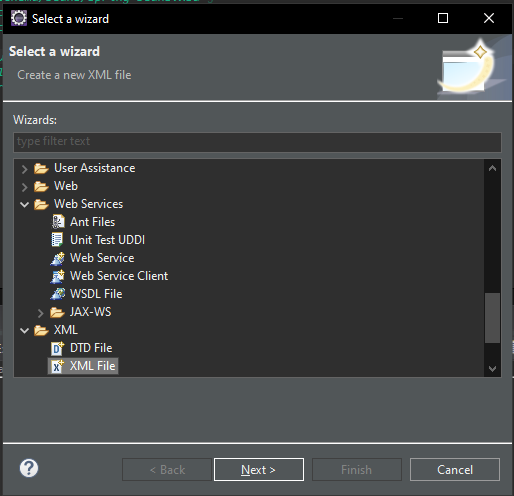 Select a wizard
Select a wizard
Create a new XML file
Wizards:
type filter text
User Assistance
Web
Web Services
Ant Files
Unit Test UDDI
Web Service
Web Service Client
WSDL File
JAX-WS
XML
DTD File
XML File
< Back
Next >
Finish
Cancel